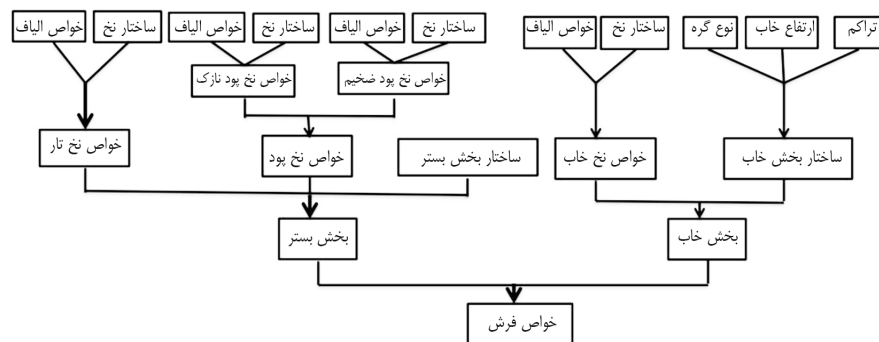 تراکم
ارتفاع خاب
نوع گره
ساختار نخ
خواص الیاف
ساختار نخ
خواص الیاف
ساختار نخ
خواص الیاف
ساختار نخ
خواص الیاف
خواص نخ پود ضخیم
خواص نخ پود نازک
ساختار بخش خاب
خواص نخ خاب
ساختار بخش بستر
خواص نخ پود
خواص نخ تار
بخش خاب
بخش بستر
خواص فرش